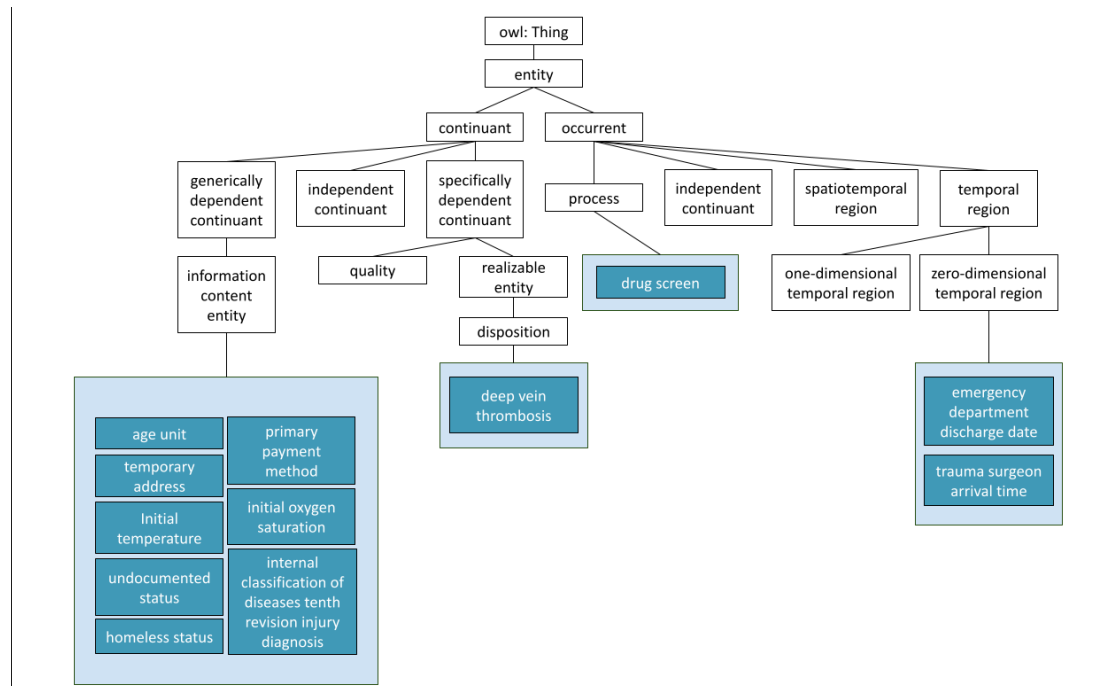 owl: Thing
entity
continuant
occurrent
generically
dependent
continuant
independent
continuant
specifically
dependent
continuant
process
independent
continuant
spatiotemporal
region
temporal
region
information
content
entity
quality
realizable
entity
drug screen
one-dimensional
temporal region
zero-dimensional
temporal region
disposition
deep vein
thrombosis
emergency
department
discharge date
trauma surgeon
arrival time
age unit
temporary
address
Initial
temperature
undocumented
status
homeless status
primary
payment
method
initial oxygen
saturation
internal
classification of
diseases tenth
revision injury
diagnosis